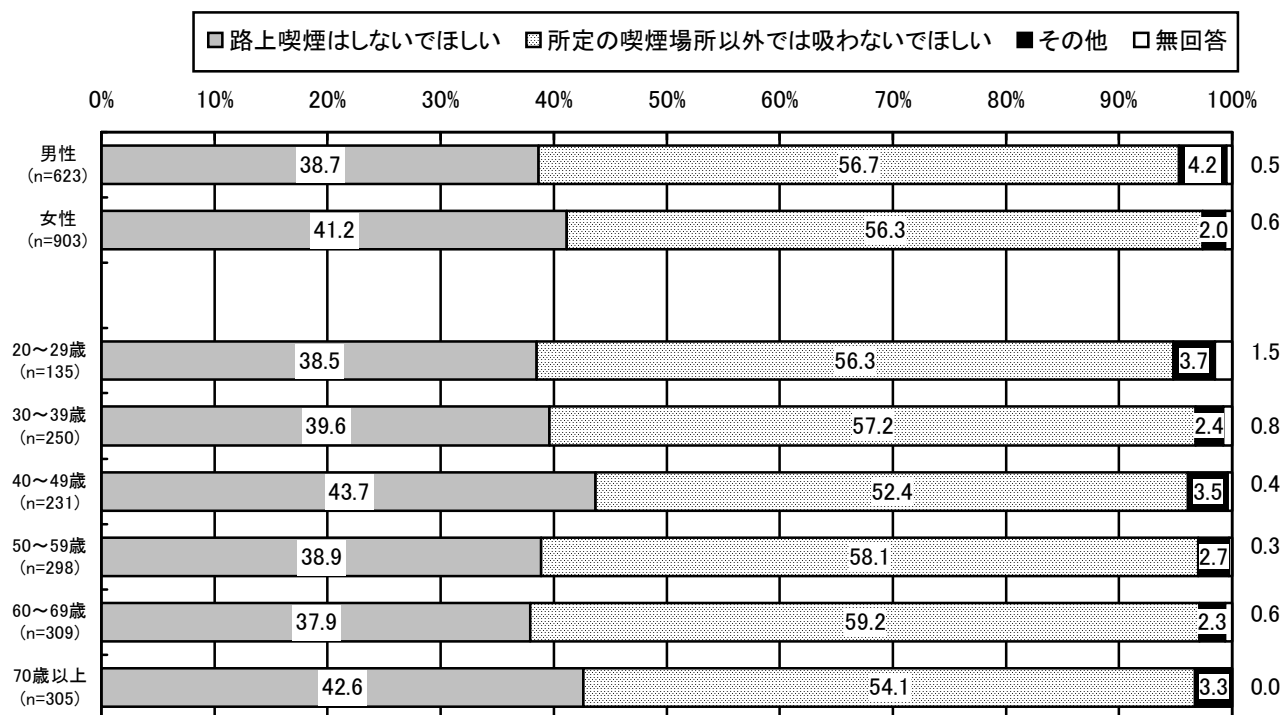 路上喫煙はしないでほしい 所定の喫煙場所以外では吸わないでほしい その他 無回答
0% 10% 20% 30% 40% 50% 60% 70% 80% 90% 100%
男性
(n=623)
38.7 56.7 4.2 0.5
女性
(n=903)
41.2 56.3 2.0 0.6
20～29歳
(n=135)
38.5 56.3 3.7 1.5
30～39歳
(n=250)
39.6 57.2 2.4 0.8
40～49歳
(n=231)
43.7 52.4 3.5 0.4
50～59歳
(n=298)
38.9 58.1 2.7 0.3
60～69歳
(n=309)
37.9 59.2 2.3 0.6
70歳以上
(n=305)
42.6 54.1 3.3 0.0